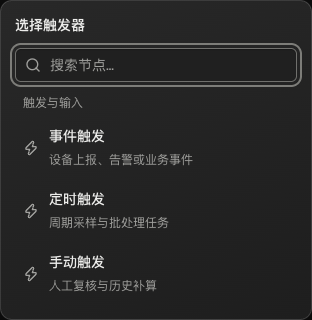 选择触发器
搜索节点...
触发与输入
事件触发
设备上报、告警或业务事件
定时触发
周期采样与批处理任务
手动触发
人工复核与历史补算